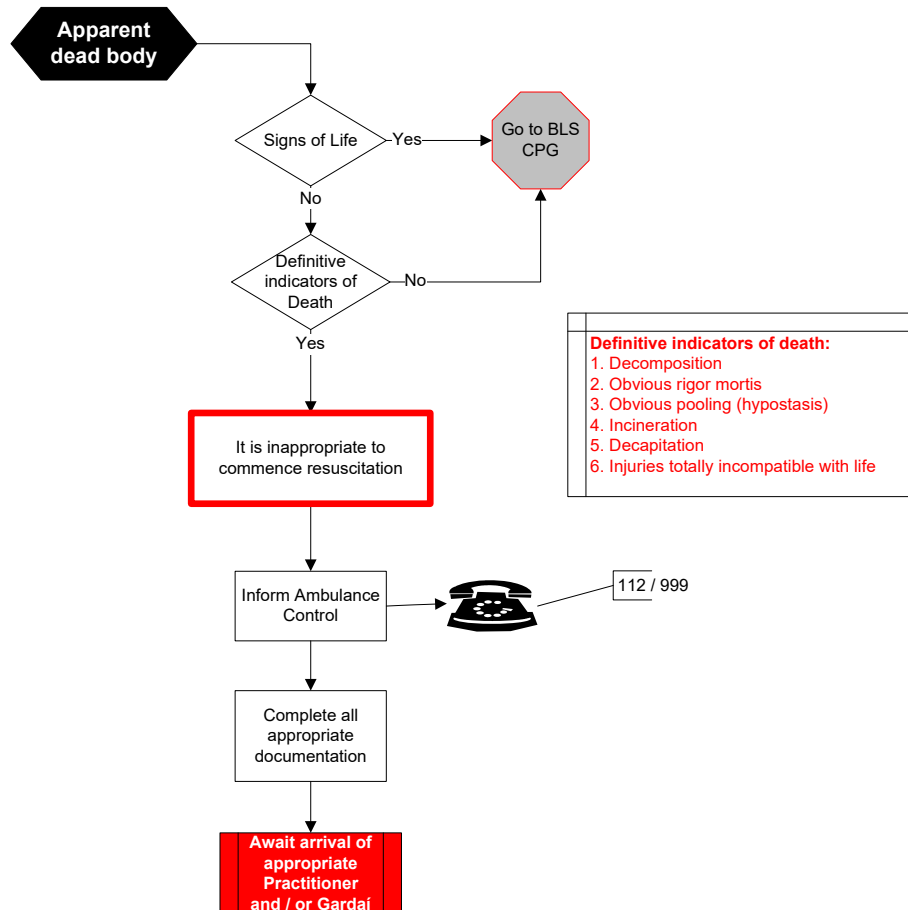 Apparent
dead body
Signs of Life
Yes
Go to BLS
CPG
No
Definitive
indicators of
Death
No
Yes
Definitive indicators of death:
1. Decomposition
2. Obvious rigor mortis
3. Obvious pooling (hypostasis)
4. Incineration
5. Decapitation
6. Injuries totally incompatible with life
It is inappropriate to
commence resuscitation
Inform Ambulance
Control
112 / 999
Complete all
appropriate
documentation
Await arrival of
appropriate
Practitioner
and / or Gardaí